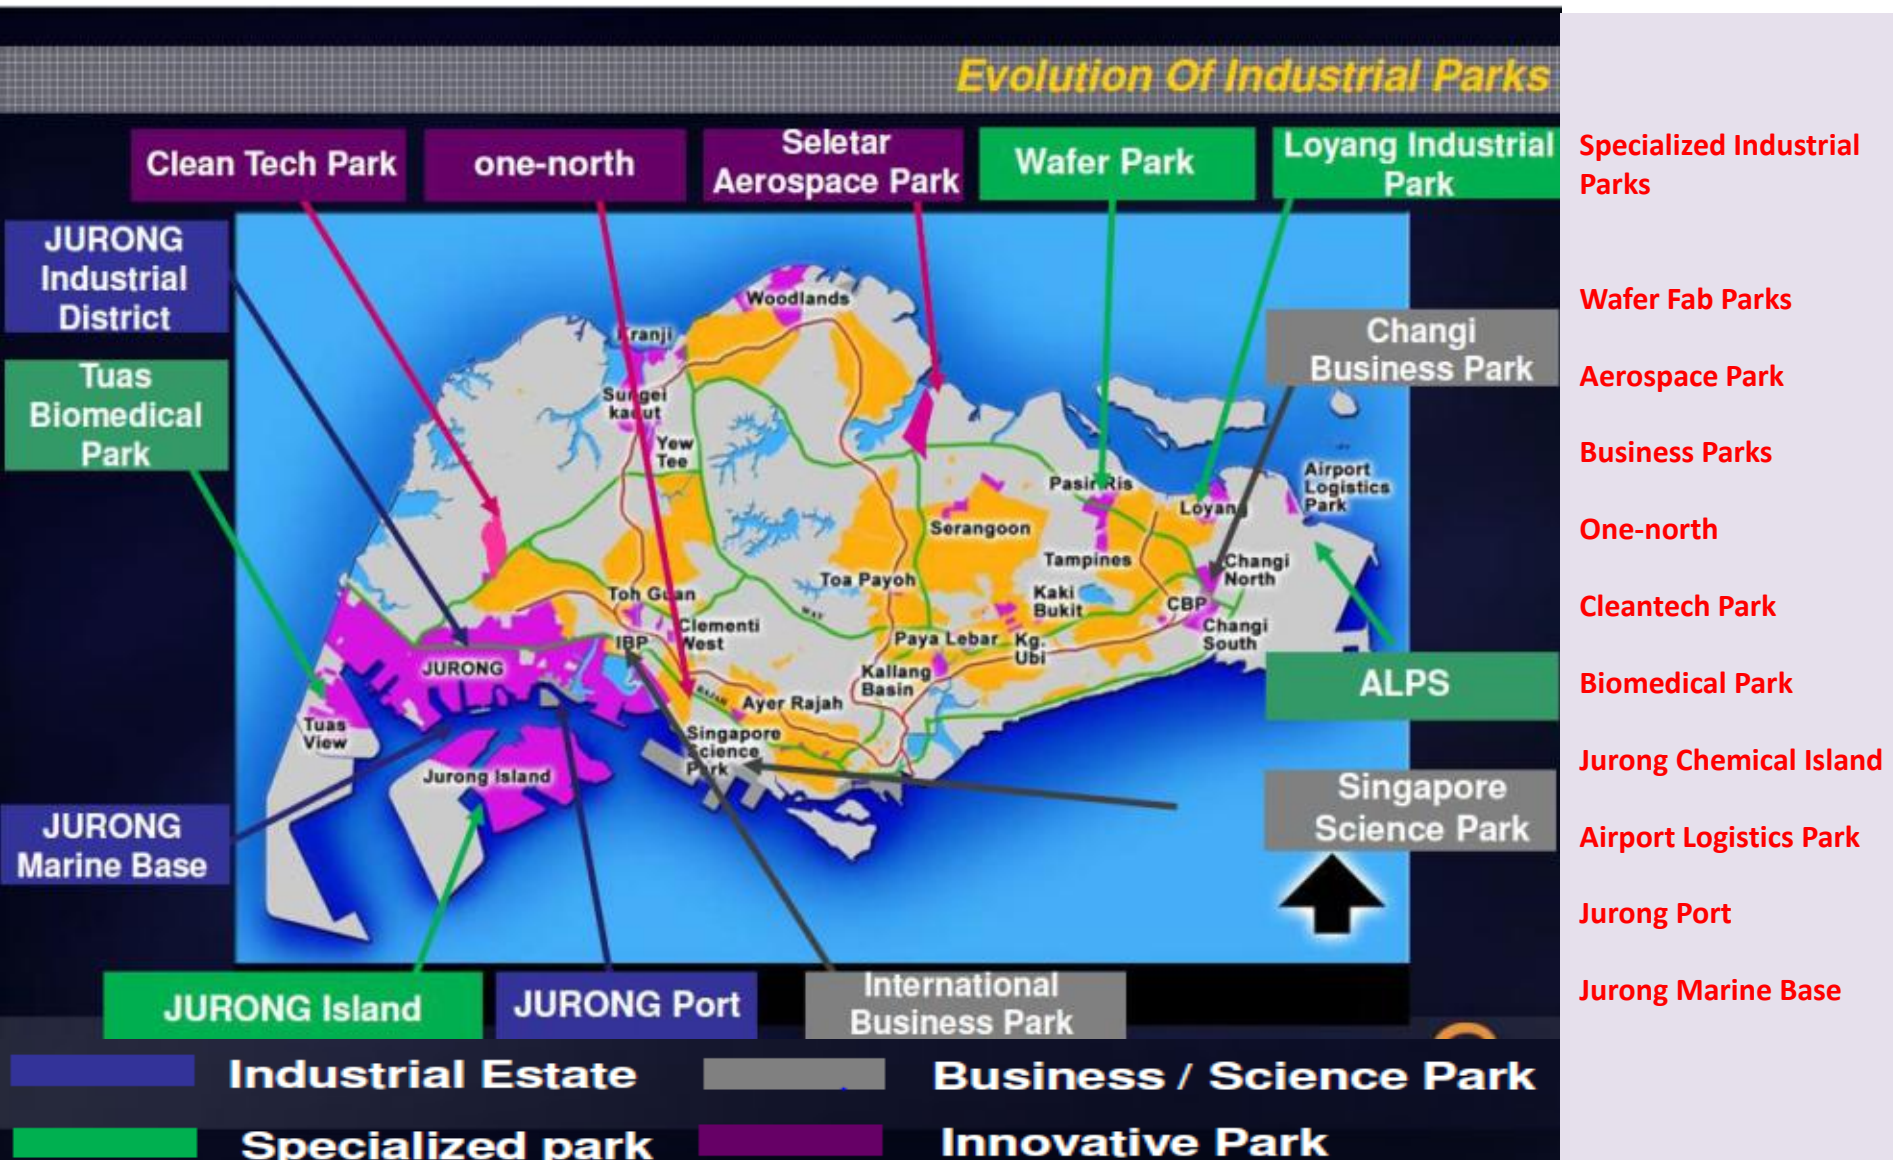 Evolution Of Industrial Parks
Clean Tech Park
one-north
Seletar
Aerospace Park
Wafer Park
Loyang Industrial
Park
JURONG
Industrial
District
Tuas
Biomedical
Park
JURONG
Marine Base
Changi
Business Park
ALPS
Singapore
Science Park
JURONG Island
JURONG Port
International
Business Park
Woodlands
Kranji
Sungei
kadut
Yew
Tee
Pasir Ris
Airport
Logistics
Park
Loyang
Serangoon
Tampines
Changi
North
Toa Payoh
Kaki
Bukit
CBP
Toh Guan
WAY
Clementi
West
IBP
Changi
South
Paya Lebar
Kg.
Ubi
JURONG
Kallang
Basin
RAJAH
Ayer Rajah
Tuas
View
Singapore
Science
Park
Jurong Island
Industrial Estate
Business / Science Park
Specialized park
Innovative Park
Specialized Industrial
Parks
Wafer Fab Parks
Aerospace Park
Business Parks
One-north
Cleantech Park
Biomedical Park
Jurong Chemical Island
Airport Logistics Park
Jurong Port
Jurong Marine Base